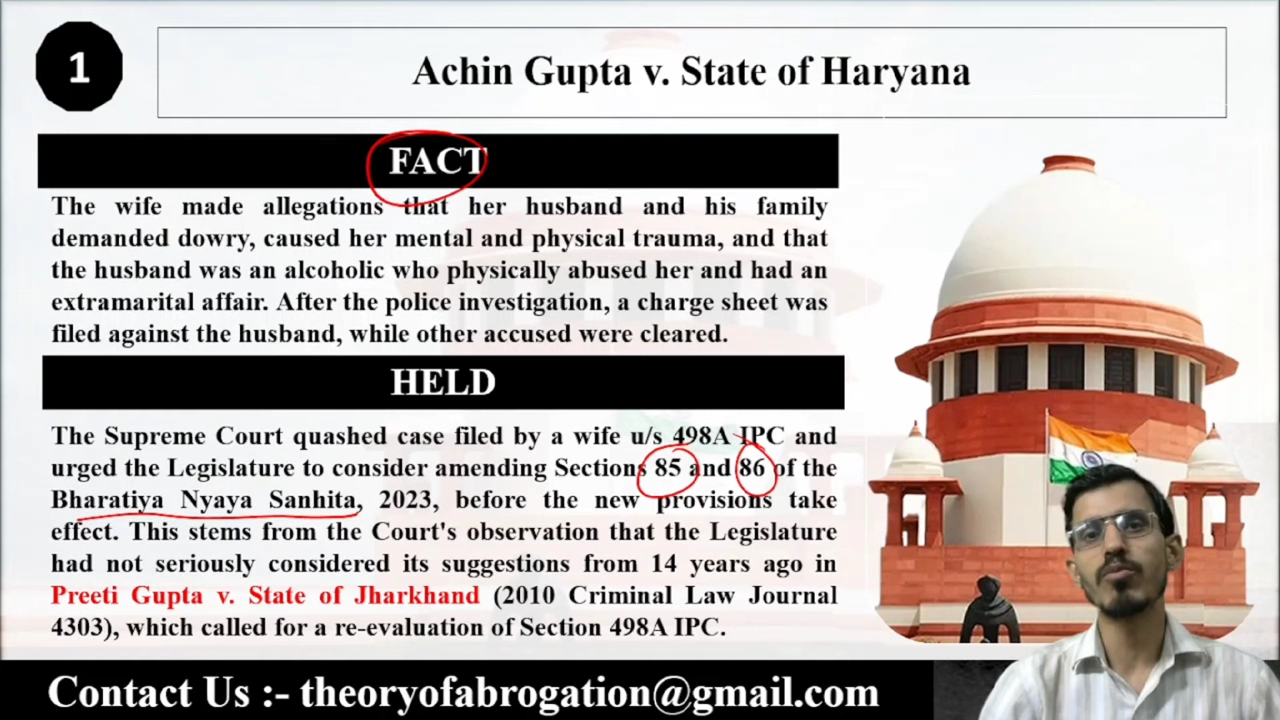 1
Achin Gupta v. State of Haryana
FACT
The wife made allegations that her husband and his family
demanded dowry, caused her mental and physical trauma, and that
the husband was an alcoholic who physically abused her and had an
extramarital affair. After the police investigation, a charge sheet was
filed against the husband, while other accused were cleared.
HELD
The Supreme Court quashed case filed by a wife u/s 498A IPC and
urged the Legislature to consider amending Sections 85 and 86 of the
Bharatiya Nyaya Sanhita, 2023, before the new provisions take
effect. This stems from the Court's observation that the Legislature
had not seriously considered its suggestions from 14 years ago in
Preeti Gupta v. State of Jharkhand (2010 Criminal Law Journal
4303), which called for a re-evaluation of Section 498A IPC.
Contact Us :- theoryofabrogation@gmail.com